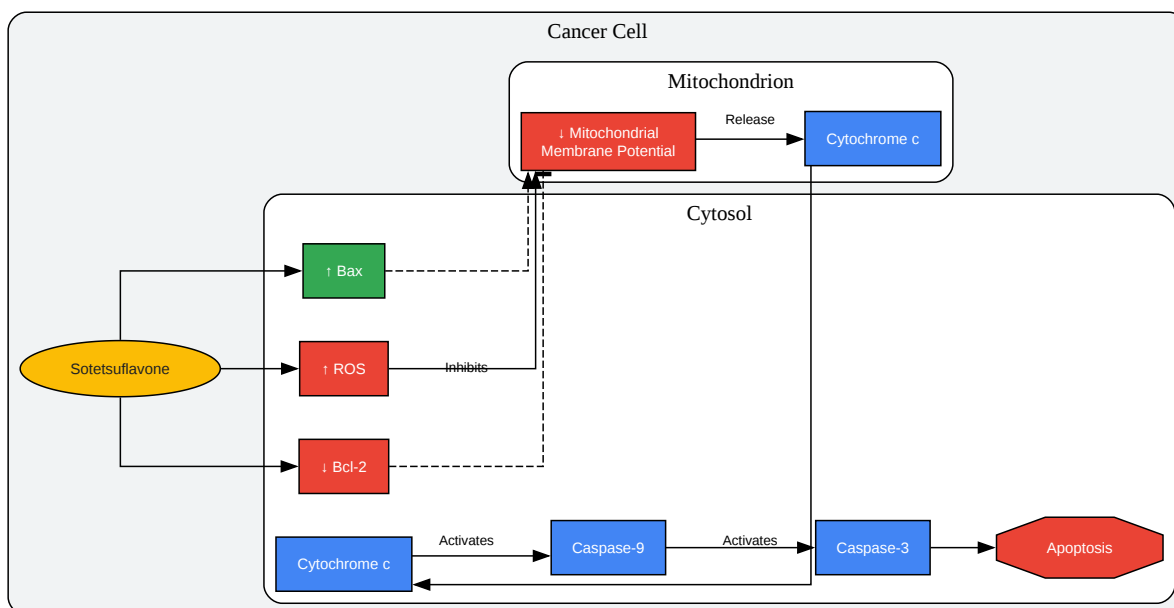 Cancer Cell
Mitochondrion
↓ Mitochondrial
Membrane Potential
Release
Cytochrome c
Cytosol
↑ Bax
Sotetsuflavone
↑ ROS
Inhibits
↓ Bcl-2
Cytochrome c
Activates
Caspase-9
Activates
Caspase-3
Apoptosis